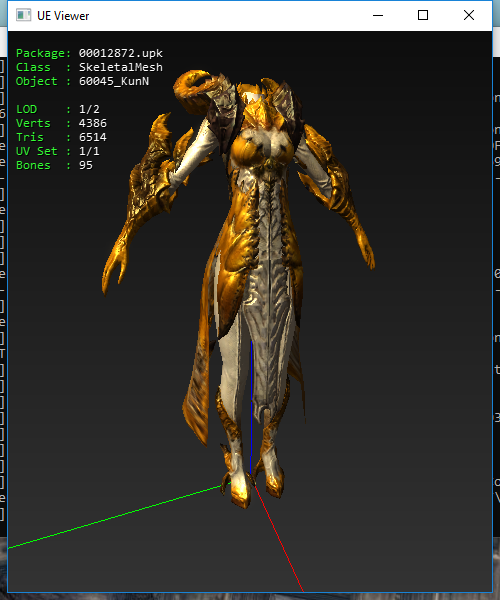 UE Viewer
Package: 00012872.upk
Class : SkeletalMesh
Object : 60045_KunN
LOD : 1/2
Verts : 4386
Tris : 6514
UV Set : 1/1
Bones : 95